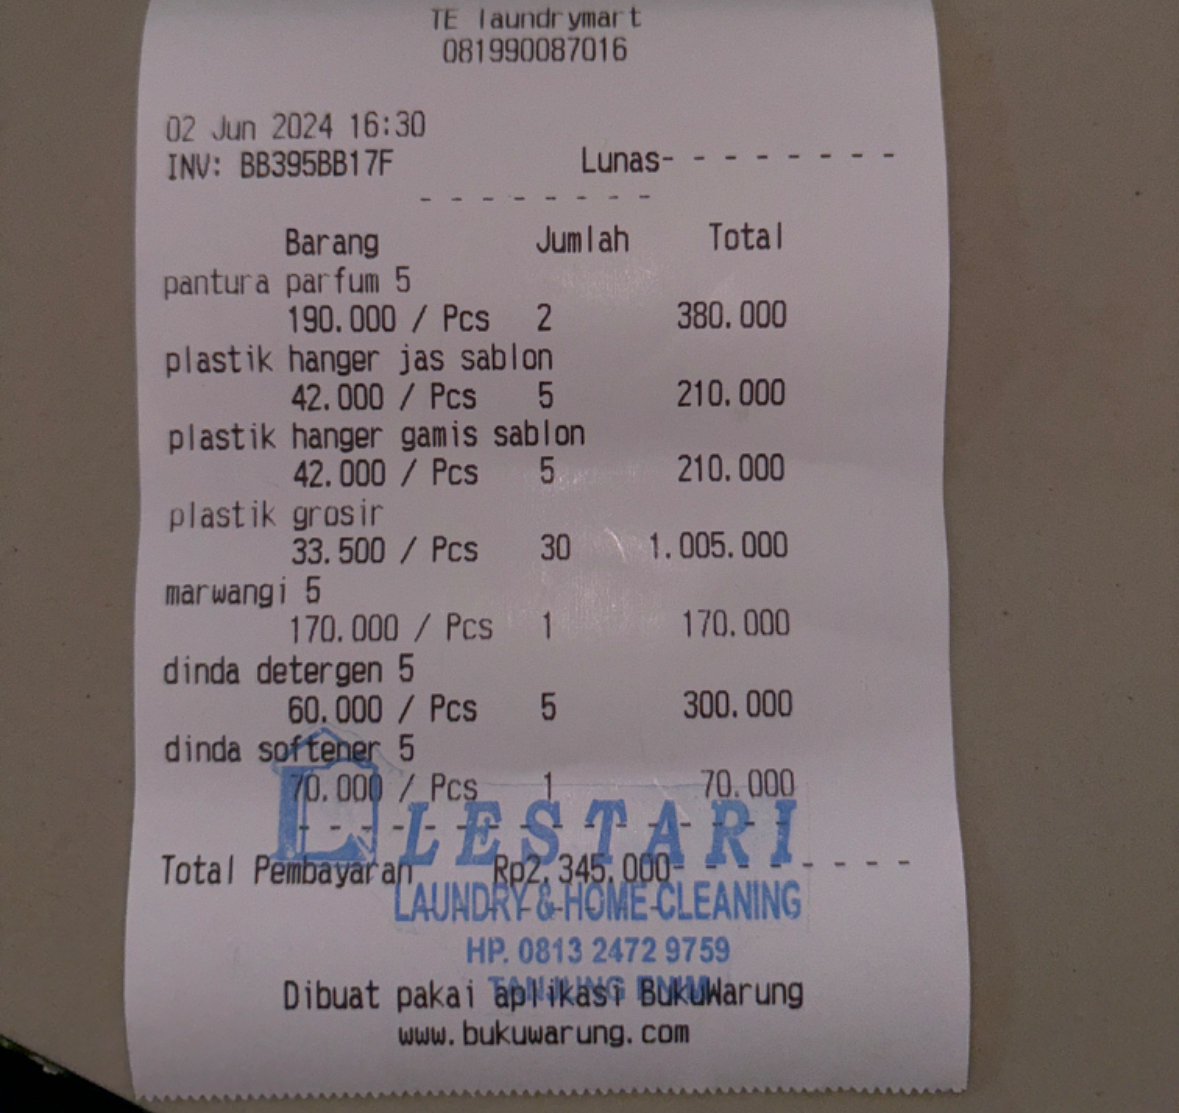 TE laundrymart
081990087016
02 Jun 2024 16:30
INV: BB395BB17F Lunas- - - - - - - -
- - - - - - - -
Barang Jumlah Total
pantura parfum 5
190.000 / Pcs 2 380.000
plastik hanger jas sablon
42.000 / Pcs 5 210.000
plastik hanger gamis sablon
42.000 / Pcs 5 210.000
plastik grosir
33.500 / Pcs 30 1.005.000
marwangi 5
170.000 / Pcs 1 170.000
dinda detergen 5
60.000 / Pcs 5 300.000
dinda softener 5
70.000 / Pcs 1 70.000
LESTARI
Total Pembayaran Rp2.345.000- - - - - - - -
LAUNDRY & HOME CLEANING
HP. 0813 2472 9759
TANJUNG ENIM
Dibuat pakai aplikasi BukuWarung
www.bukuwarung.com